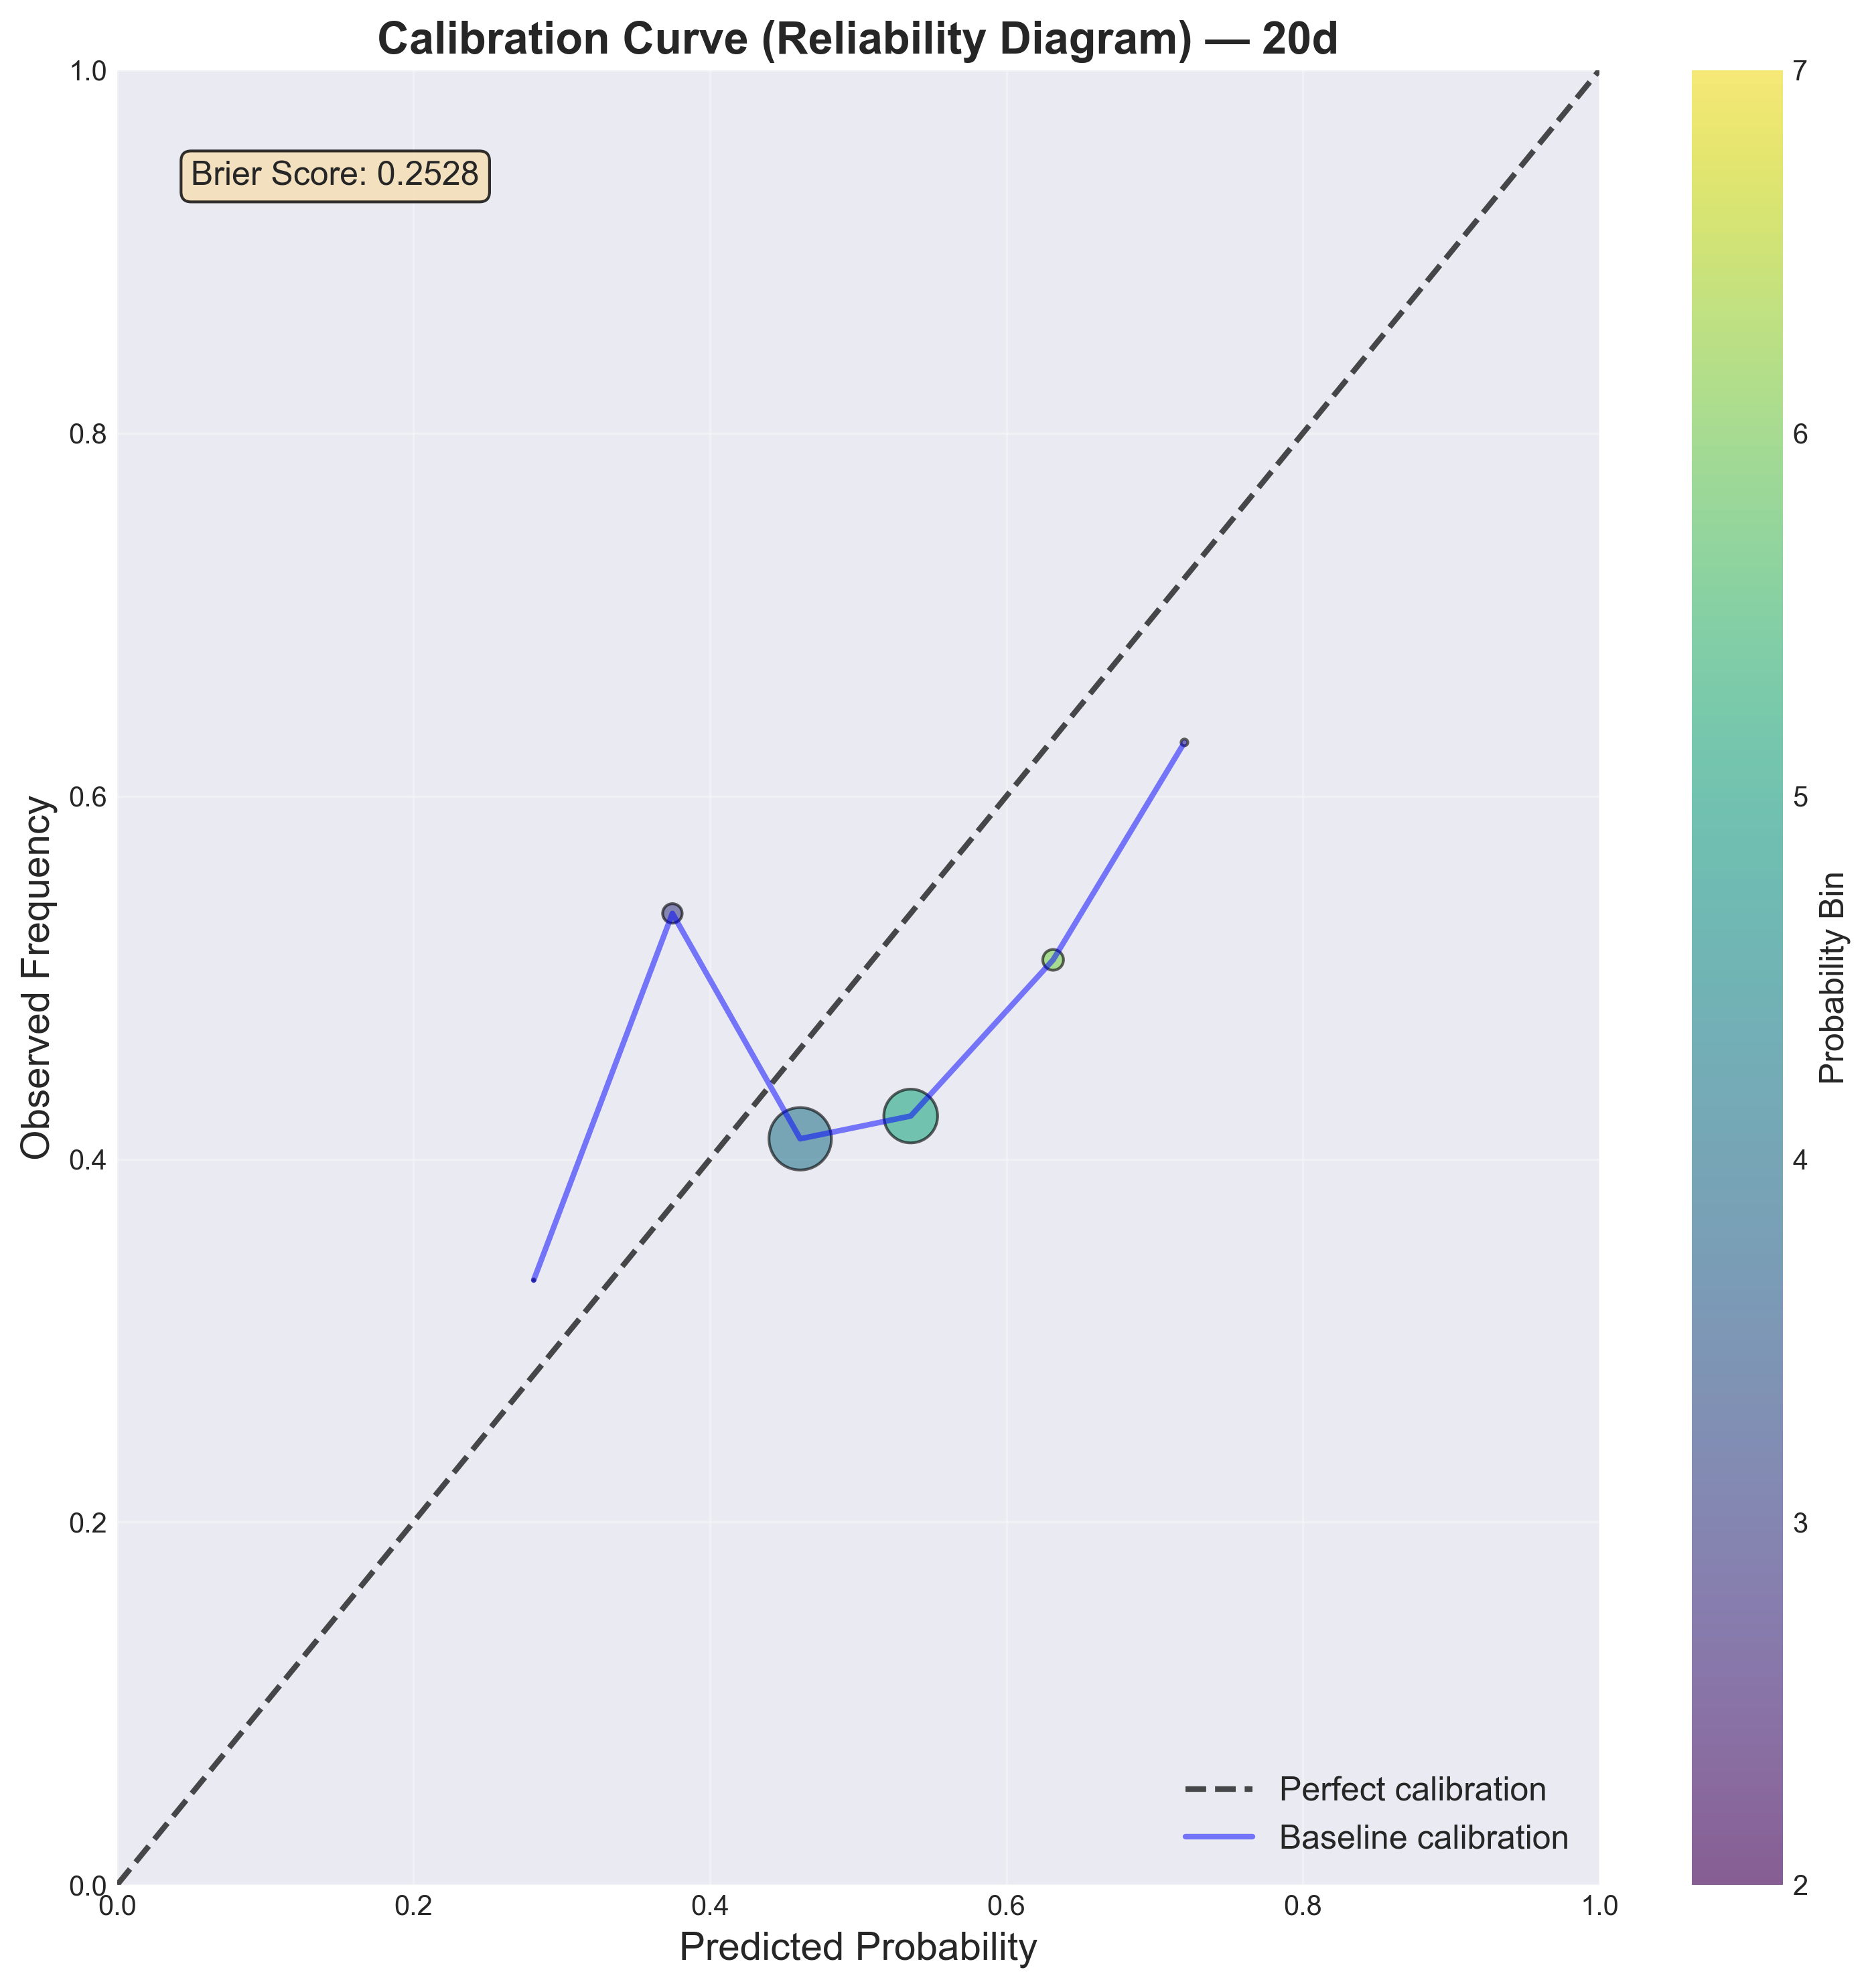 Calibration Curve (Reliability Diagram) — 20d
Brier Score: 0.2528
Observed Frequency
1.0
0.8
0.6
0.4
0.2
0.0
0.0 0.2 0.4 0.6 0.8 1.0
Predicted Probability
Perfect calibration
Baseline calibration
7
6
5
4
3
2
Probability Bin